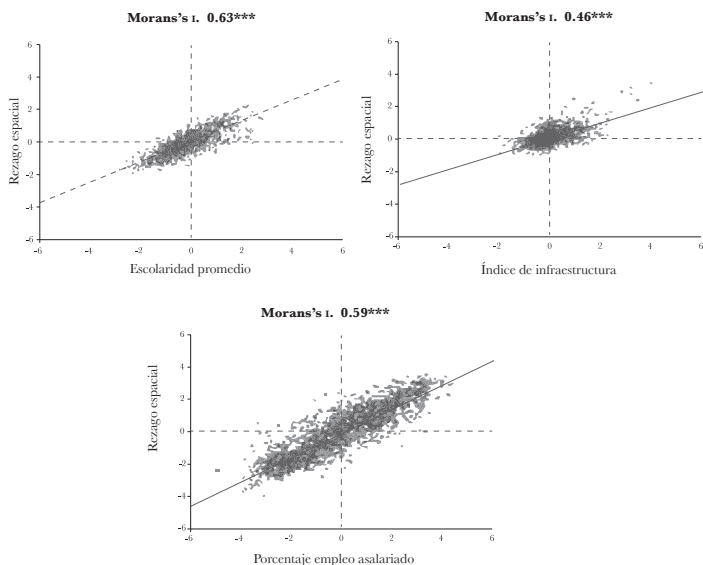 Morans's I. 0.63***
6
4
2
0
-2
-4
-6
Rezago espacial
-6 -4 -2 0 2 4 6
Escolaridad promedio
Morans's I. 0.46***
6
4
2
0
-2
-4
-6
Rezago espacial
-6 -4 -2 0 2 4 6
Índice de infraestructura
Morans's I. 0.59***
6
4
2
0
-2
-4
-6
Rezago espacial
-6 -4 -2 0 2 4 6
Porcentaje empleo asalariado